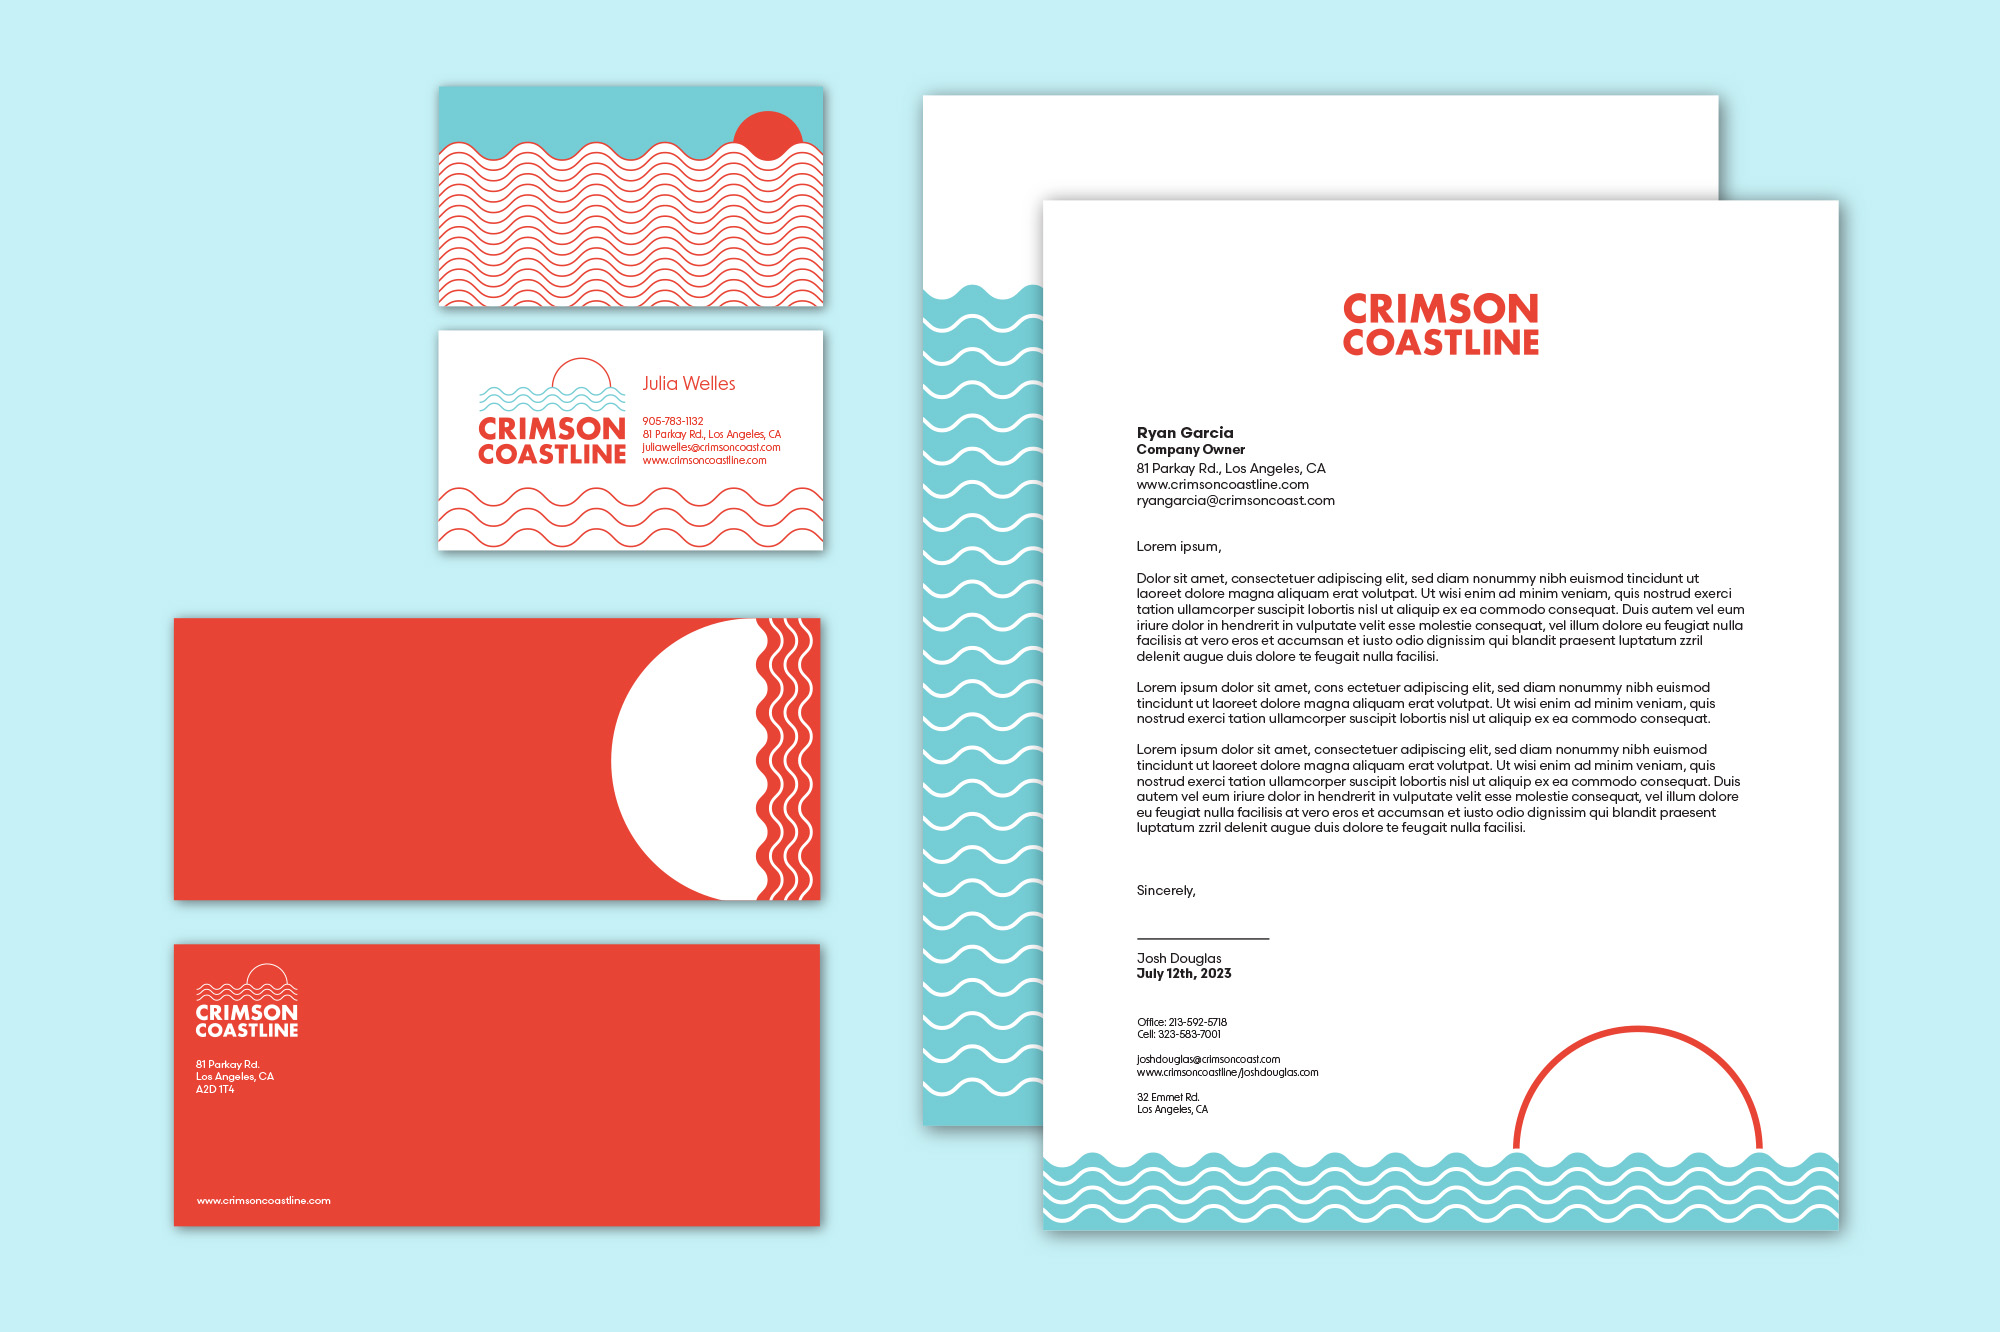 CRIMSON
COASTLINE
Julia Welles
905-783-1132
81 Parkay Rd., Los Angeles, CA
juliawelles@crimsoncoast.com
www.crimsoncoastline.com
CRIMSON
COASTLINE
81 Parkay Rd.
Los Angeles, CA
A2D 1T4
www.crimsoncoastline.com
CRIMSON
COASTLINE
Ryan Garcia
Company Owner
81 Parkay Rd., Los Angeles, CA
www.crimsoncoastline.com
ryangarcia@crimsoncoast.com
Lorem ipsum,
Dolor sit amet, consectetuer adipiscing elit, sed diam nonummy nibh euismod tincidunt ut
laoreet dolore magna aliquam erat volutpat. Ut wisi enim ad minim veniam, quis nostrud exerci
tation ullamcorper suscipit lobortis nisl ut aliquip ex ea commodo consequat. Duis autem vel eum
iriure dolor in hendrerit in vulputate velit esse molestie consequat, vel illum dolore eu feugiat nulla
facilisis at vero eros et accumsan et iusto odio dignissim qui blandit praesent luptatum zzril
delenit augue duis dolore te feugait nulla facilisi.
Lorem ipsum dolor sit amet, cons ectetuer adipiscing elit, sed diam nonummy nibh euismod
tincidunt ut laoreet dolore magna aliquam erat volutpat. Ut wisi enim ad minim veniam, quis
nostrud exerci tation ullamcorper suscipit lobortis nisl ut aliquip ex ea commodo consequat.
Lorem ipsum dolor sit amet, consectetuer adipiscing elit, sed diam nonummy nibh euismod
tincidunt ut laoreet dolore magna aliquam erat volutpat. Ut wisi enim ad minim veniam, quis
nostrud exerci tation ullamcorper suscipit lobortis nisl ut aliquip ex ea commodo consequat. Duis
autem vel eum iriure dolor in hendrerit in vulputate velit esse molestie consequat, vel illum dolore
eu feugiat nulla facilisis at vero eros et accumsan et iusto odio dignissim qui blandit praesent
luptatum zzril delenit augue duis dolore te feugait nulla facilisi.
Sincerely,
Josh Douglas
July 12th, 2023
Office: 213-592-5718
Cell: 323-583-7001
joshdouglas@crimsoncoast.com
www.crimsoncoastline/joshdouglas.com
32 Emmet Rd.
Los Angeles, CA